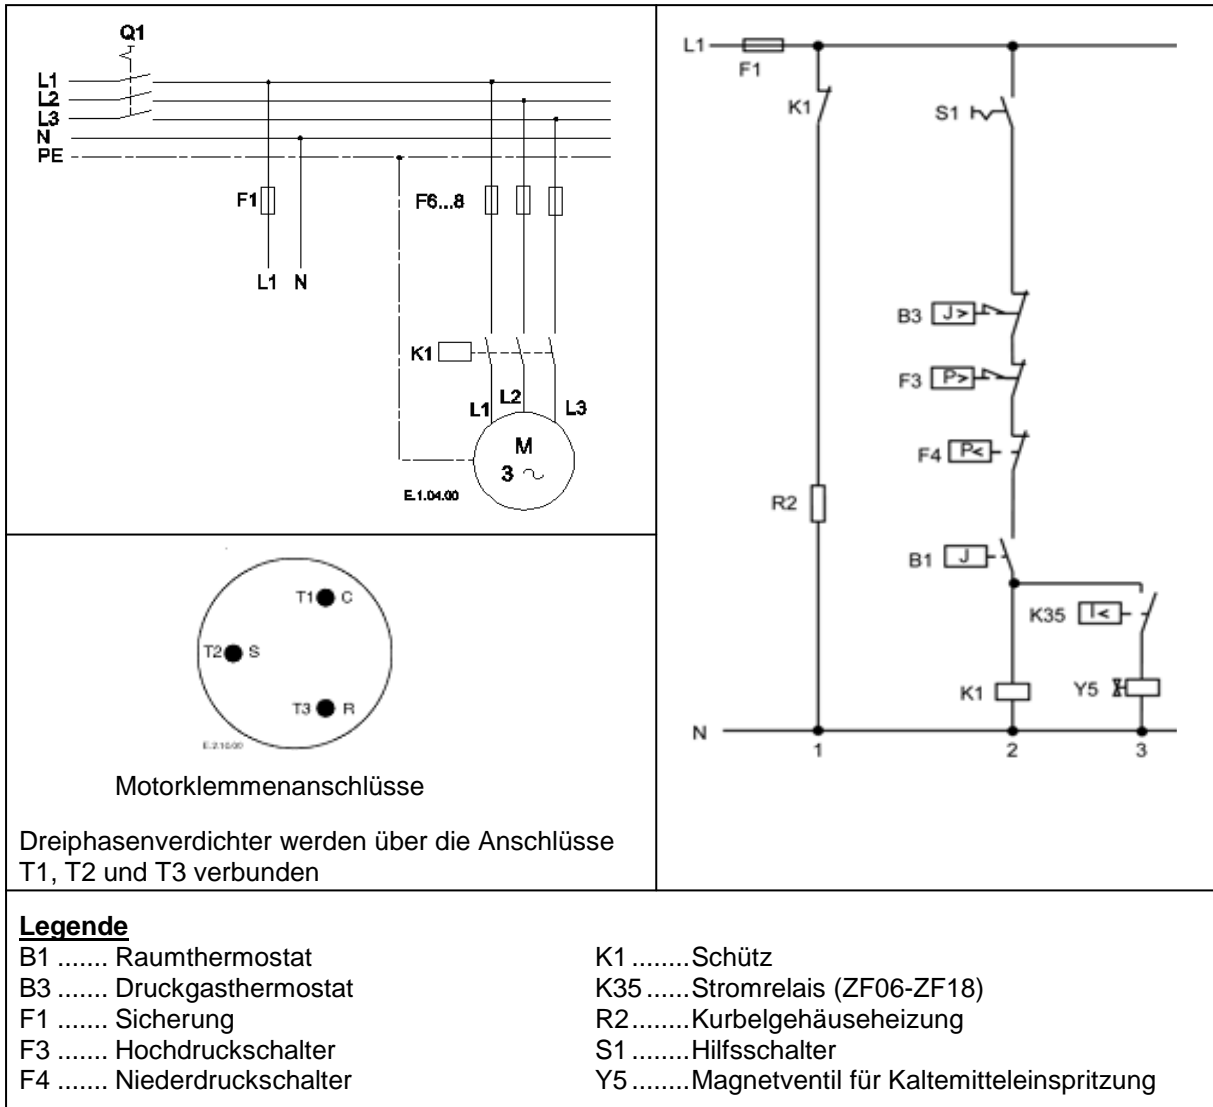 Q1
L1
L2
L3
N
PE
F1
F6...8
L1 N
K1
L1 L2 L3
M
3
E.1.04.00
T1 C
T2 S
T3 R
E.2.10.00
Motorklemmenanschlüsse
Dreiphasenverdichter werden über die Anschlüsse
T1, T2 und T3 verbunden
L1
F1
K1
S1
B3 J>
F3 P>
F4 P<
R2
B1 J
K35 I<
K1
Y5
N
1 2 3
Legende
B1 ....... Raumthermostat
B3 ....... Druckgasthermostat
F1 ....... Sicherung
F3 ....... Hochdruckschalter
F4 ....... Niederdruckschalter
K1 ........Schütz
K35 ......Stromrelais (ZF06-ZF18)
R2........Kurbelgehäuseheizung
S1 ........Hilfsschalter
Y5 ........Magnetventil für Kaltemitteleinspritzung